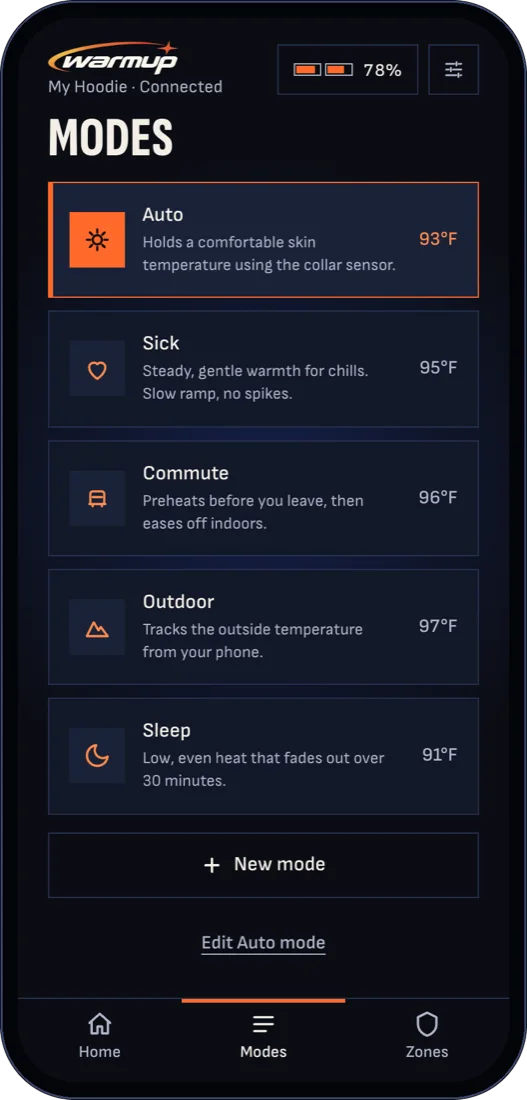 warmup
My Hoodie · Connected
78%
MODES
Auto
Holds a comfortable skin
temperature using the collar sensor.
93°F
Sick
Steady, gentle warmth for chills.
Slow ramp, no spikes.
95°F
Commute
Preheats before you leave, then
eases off indoors.
96°F
Outdoor
Tracks the outside temperature
from your phone.
97°F
Sleep
Low, even heat that fades out over
30 minutes.
91°F
+ New mode
Edit Auto mode
Home
Modes
Zones